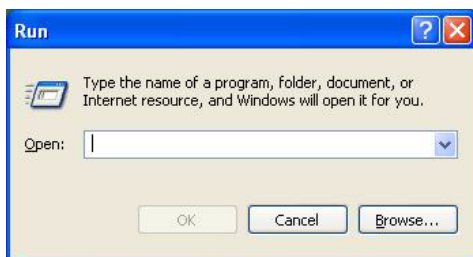 Run
Type the name of a program, folder, document, or
Internet resource, and Windows will open it for you.
Open:
OK Cancel Browse...